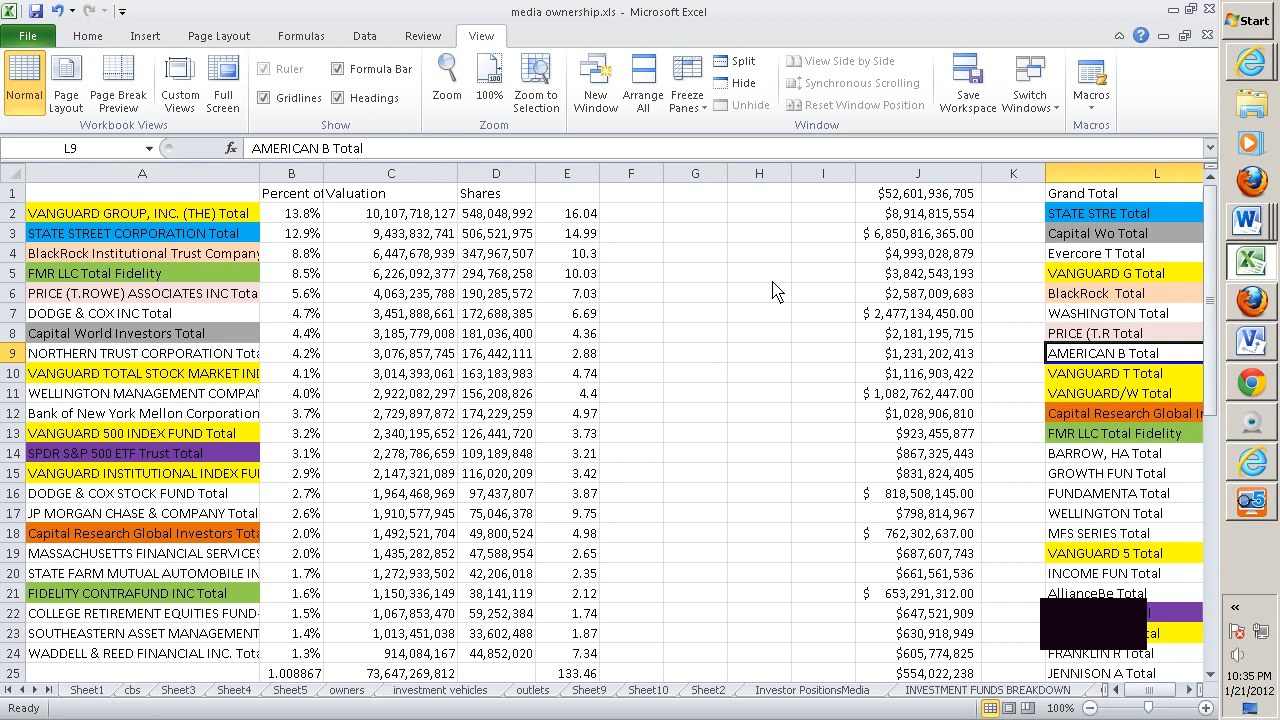 media ownership.xls - Microsoft Excel
File Home Insert Page Layout Formulas Data Review View
Normal Page Layout Page Break Preview Custom Views Full Screen
Workbook Views
Ruler Formula Bar
Gridlines Headings
Show
Zoom 100% Zoom to Selection
Zoom
New Window Arrange All Freeze Panes Split Hide Unhide
View Side by Side
Synchronous Scrolling
Reset Window Position
Save Workspace Switch Windows
Window
Macros
Macros
Start
L9 fx AMERICAN B Total
A B C D E F G H I J K L
1 Percent of Valuation Shares $52,601,936,705 Grand Total
2 VANGUARD GROUP, INC. (THE) Total 13.8% 10,107,718,127 548,048,992 16.04 $8,914,815,554 STATE STRE Total
3 STATE STREET CORPORATION Total 12.9% 9,433,832,741 506,521,975 14.99 $ 6,850,816,365.00 Capital Wo Total
4 BlackRock Institutional Trust Company 8.8% 6,447,678,939 347,967,507 10.3 $4,993,028,879 Evercore T Total
5 FMR LLC Total Fidelity 8.5% 6,226,092,377 294,768,258 10.03 $3,842,543,193 VANGUARD G Total
6 PRICE (T.ROWE) ASSOCIATES INC Tota 5.6% 4,063,235,788 190,285,572 7.03 $2,587,009,683 BlackRock Total
7 DODGE & COX INC Total 4.7% 3,451,888,661 172,688,385 6.69 $ 2,477,134,450.00 WASHINGTON Total
8 Capital World Investors Total 4.4% 3,185,779,008 181,036,400 4.36 $2,181,195,715 PRICE (T.R Total
9 NORTHERN TRUST CORPORATION Tota 4.2% 3,076,857,745 176,442,111 2.88 $1,231,202,413 AMERICAN B Total
10 VANGUARD TOTAL STOCK MARKET IND 4.1% 3,014,393,061 163,183,983 4.74 $1,116,903,422 VANGUARD T Total
11 WELLINGTON MANAGEMENT COMPAN 4.0% 2,922,082,297 156,208,826 4.4 $ 1,082,762,447.00 VANGUARD/W Total
12 Bank of New York Mellon Corporation 3.7% 2,729,897,872 174,229,259 4.97 $1,028,906,810 Capital Research Global In
13 VANGUARD 500 INDEX FUND Total 3.2% 2,340,195,652 126,441,720 3.73 $923,455,877 FMR LLC Total Fidelity
14 SPDR S&P 500 ETF Trust Total 3.1% 2,278,786,659 103,189,840 3.21 $867,325,443 BARROW, HA Total
15 VANGUARD INSTITUTIONAL INDEX FUI 2.9% 2,147,321,089 116,020,209 3.42 $838,824,205 GROWTH FUN Total
16 DODGE & COX STOCK FUND Total 2.7% 1,964,468,969 97,437,807 3.87 $ 818,508,145.00 FUNDAMENTA Total
17 JP MORGAN CHASE & COMPANY Total 2.6% 1,910,577,945 75,046,378 9.75 $798,814,967 WELLINGTON Total
18 Capital Research Global Investors Tota 2.0% 1,492,521,704 49,800,524 4.98 $ 762,302,637.00 MFS SERIES Total
19 MASSACHUSETTS FINANCIAL SERVICES 2.0% 1,435,282,852 47,588,254 2.65 $687,607,743 VANGUARD 5 Total
20 STATE FARM MUTUAL AUTOMOBILE IN 1.7% 1,272,933,502 42,206,018 2.35 $661,561,536 INCOME FUN Total
21 FIDELITY CONTRAFUND INC Total 1.6% 1,150,336,149 38,141,119 2.12 $ 653,291,312.00 AllianceBe Total
22 COLLEGE RETIREMENT EQUITIES FUND- 1.5% 1,067,853,470 59,293,884 1.74 $647,521,909
23 SOUTHEASTERN ASSET MANAGEMENT 1.4% 1,013,451,038 33,602,488 1.87 $630,918,949 tal
24 WADDELL & REED FINANCIAL INC. Tota 1.3% 914,084,167 44,852,020 7.34 $605,774,825 FRANKLIN R Total
25 1.008867 73,647,269,812 133.46 $554,022,238 JENNISON A Total
Sheet1 cbs Sheet3 Sheet4 Sheet5 owners investment vehicles outlets Sheet9 Sheet10 Sheet2 Investor PositionsMedia INVESTMENT FUNDS BREAKDOWN
Ready 100%
10:35 PM
1/21/2012